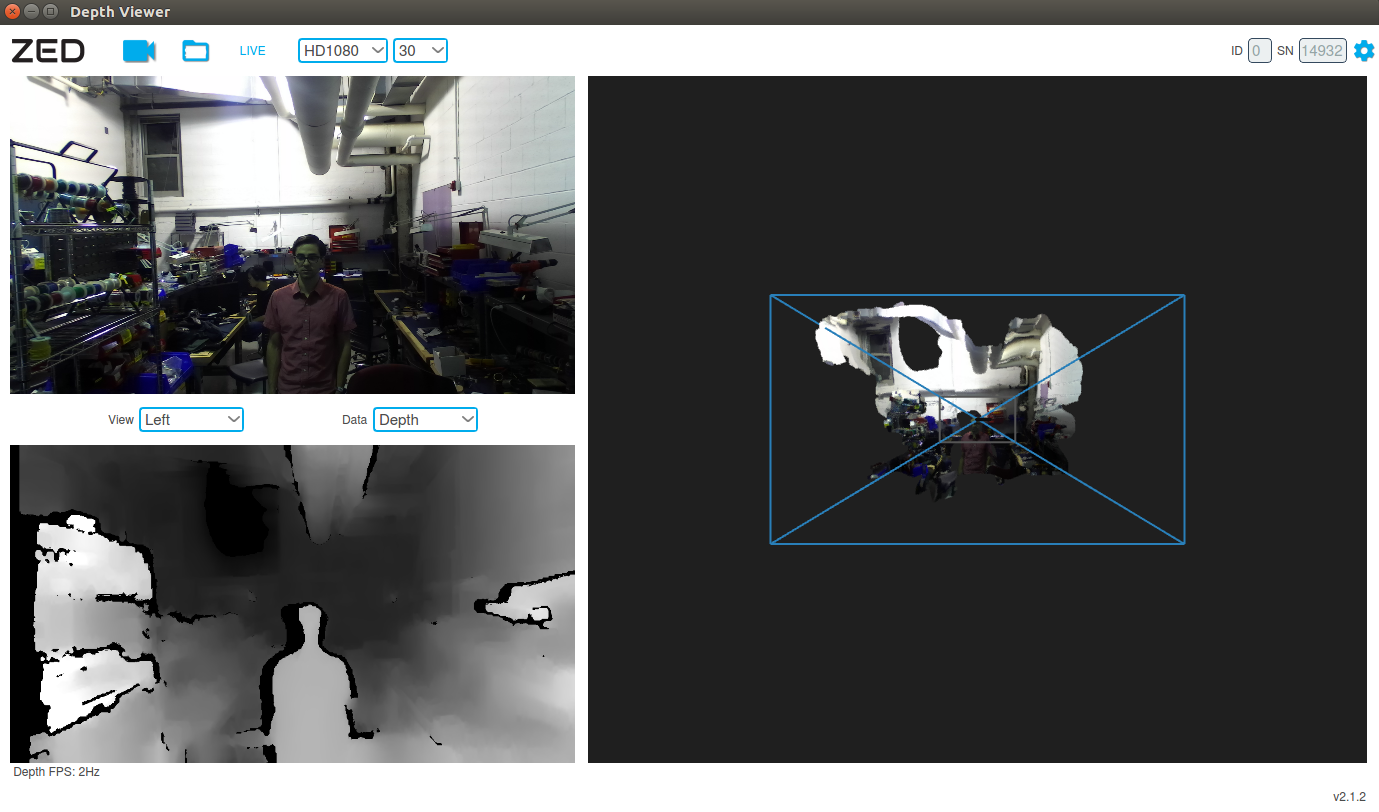 Depth Viewer
ZED LIVE HD1080 30 ID 0 SN 14932
View Left Data Depth
Depth FPS: 2Hz
v2.1.2